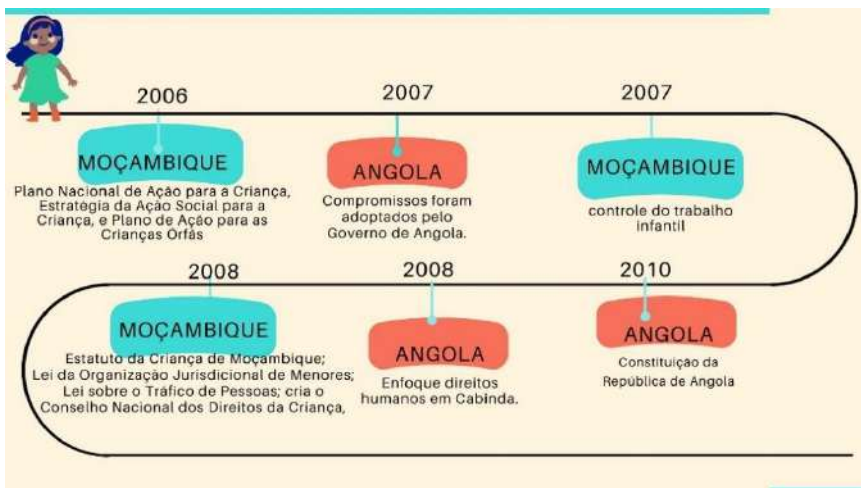 2006
MOÇAMBIQUE
Plano Nacional de Ação para a Criança,
Estratégia da Ação Social para a
Criança, e Plano de Ação para as
Crianças Órfãs
2007
ANGOLA
Compromissos foram
adoptados pelo
Governo de Angola.
2007
MOÇAMBIQUE
controle do trabalho
infantil
2008
MOÇAMBIQUE
Estatuto da Criança de Moçambique;
Lei da Organização Jurisdicional de Menores;
Lei sobre o Tráfico de Pessoas; cria o
Conselho Nacional dos Direitos da Criança,
2008
ANGOLA
Enfoque direitos
humanos em Cabinda.
2010
ANGOLA
Constituição da
República de Angola